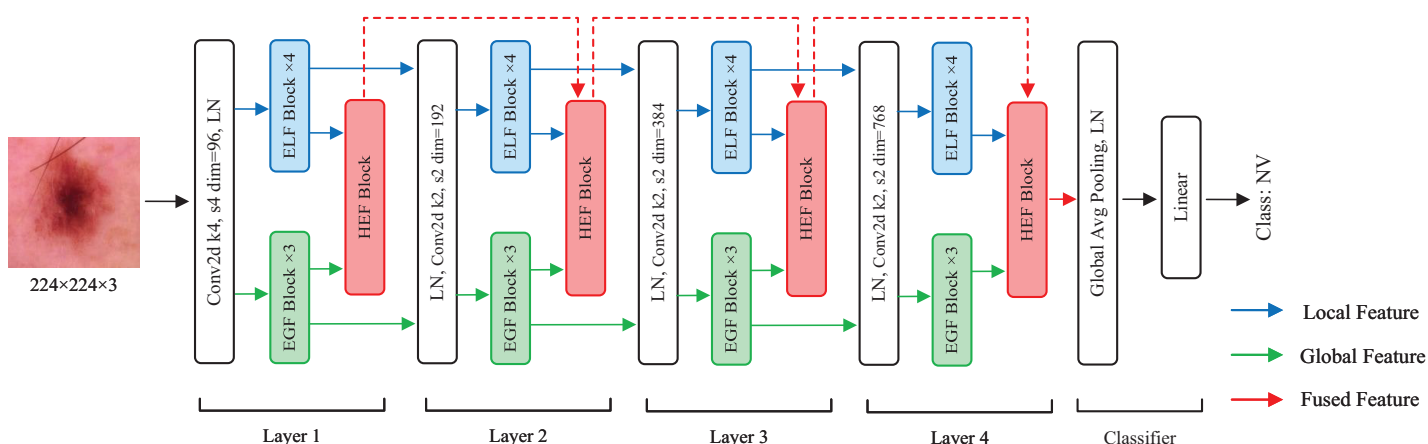 224×224×3
Conv2d k4, s4 dim=96, LN
ELF Block ×4
EGF Block ×3
HEF Block
LN, Conv2d k2, s2 dim=192
ELF Block ×4
EGF Block ×3
HEF Block
LN, Conv2d k2, s2 dim=384
ELF Block ×4
EGF Block ×3
HEF Block
LN, Conv2d k2, s2 dim=768
ELF Block ×4
EGF Block ×3
HEF Block
Global Avg Pooling, LN
Linear
Class: NV
Local Feature
Global Feature
Fused Feature
Layer 1
Layer 2
Layer 3
Layer 4
Classifier